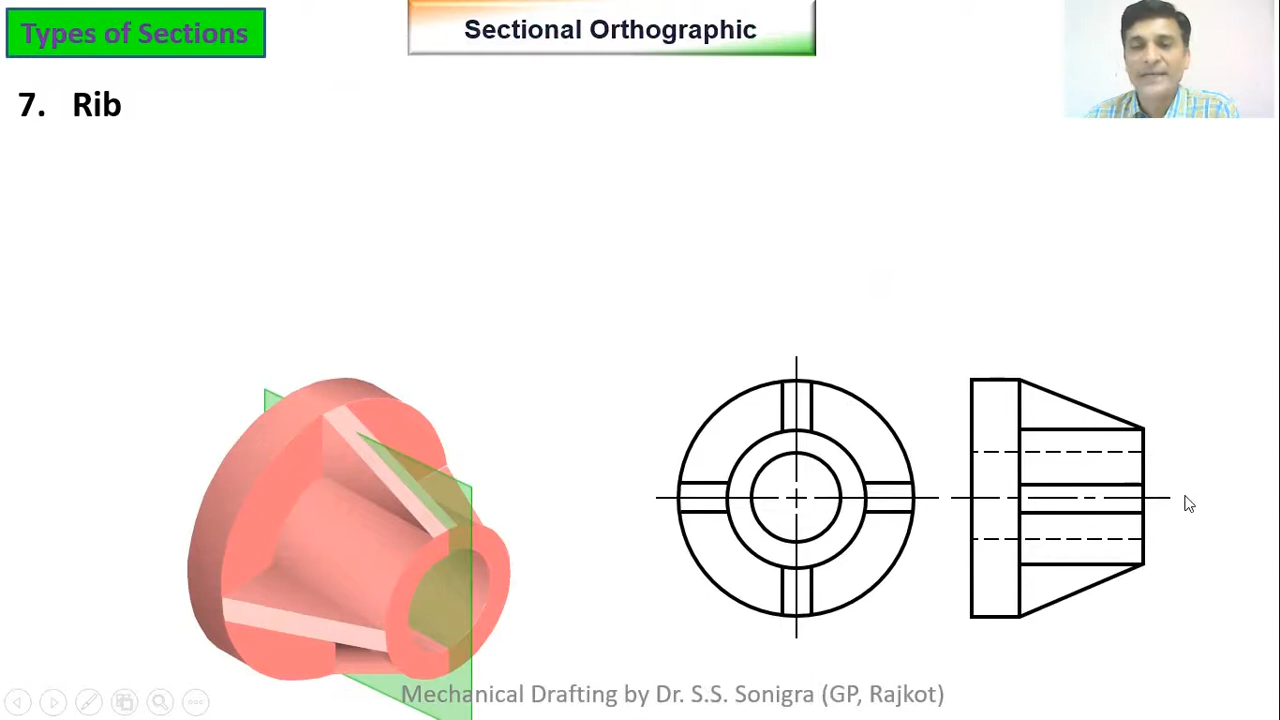 Types of Sections
Sectional Orthographic
7. Rib
Mechanical Drafting by Dr. S.S. Sonigra (GP, Rajkot)